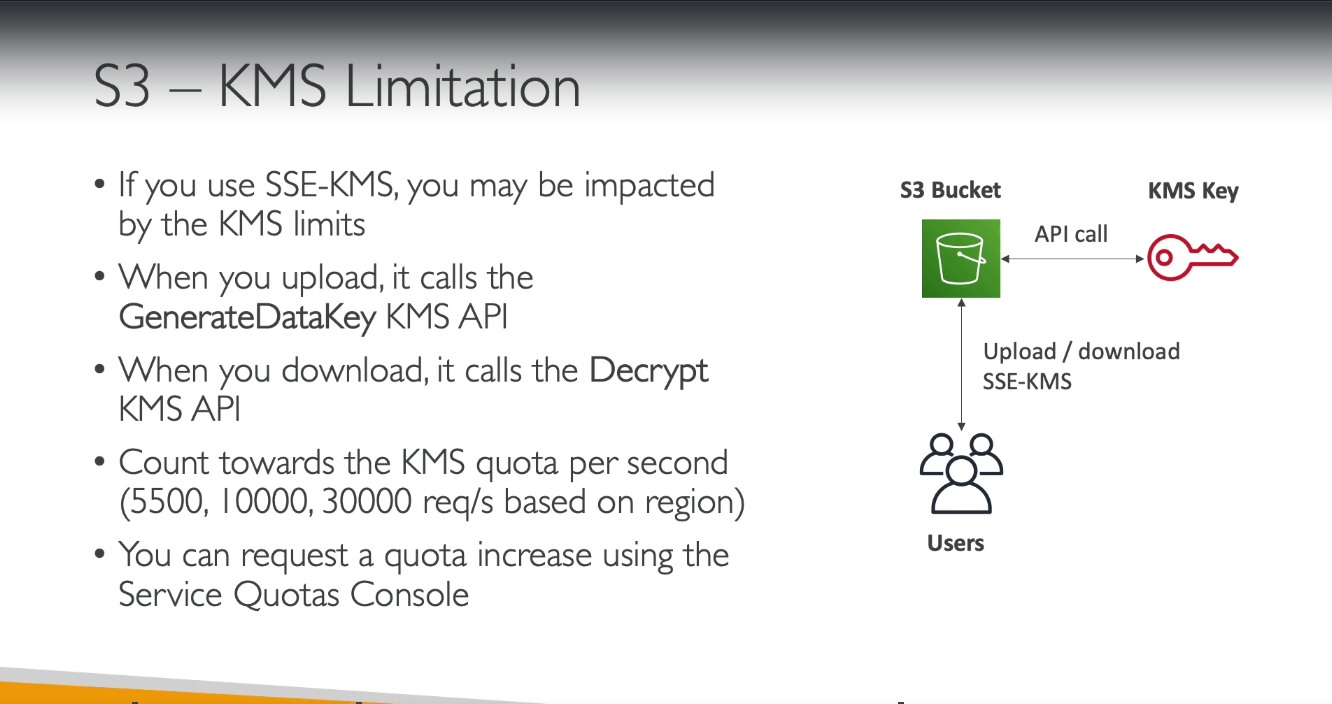 S3 – KMS Limitation
• If you use SSE-KMS, you may be impacted
by the KMS limits
• When you upload, it calls the
GenerateDataKey KMS API
• When you download, it calls the Decrypt
KMS API
• Count towards the KMS quota per second
(5500, 10000, 30000 req/s based on region)
• You can request a quota increase using the
Service Quotas Console
S3 Bucket
KMS Key
API call
Upload / download
SSE-KMS
Users